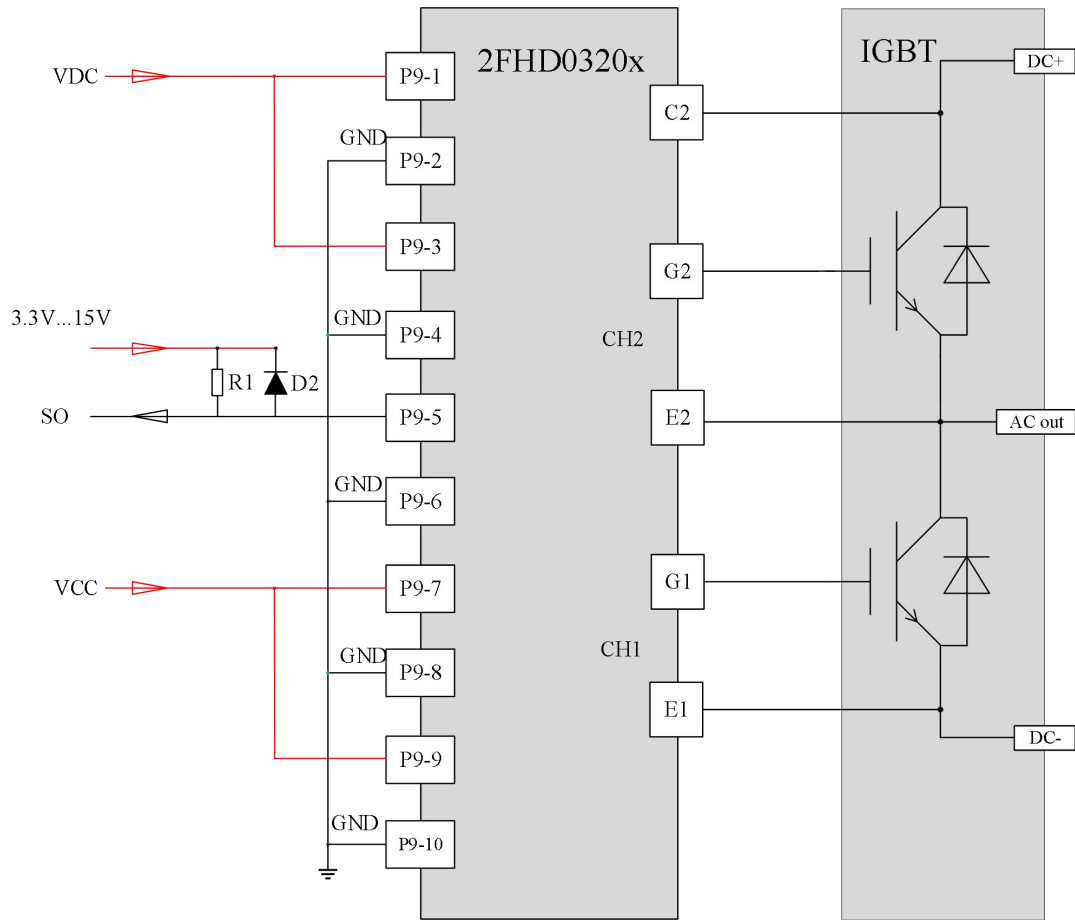 2FHD0320x
IGBT
VDC
P9-1
GND
P9-2
P9-3
GND
P9-4
3.3V...15V
R1
D2
SO
P9-5
GND
P9-6
VCC
P9-7
GND
P9-8
P9-9
GND
P9-10
C2
G2
CH2
E2
G1
CH1
E1
DC+
AC out
DC-